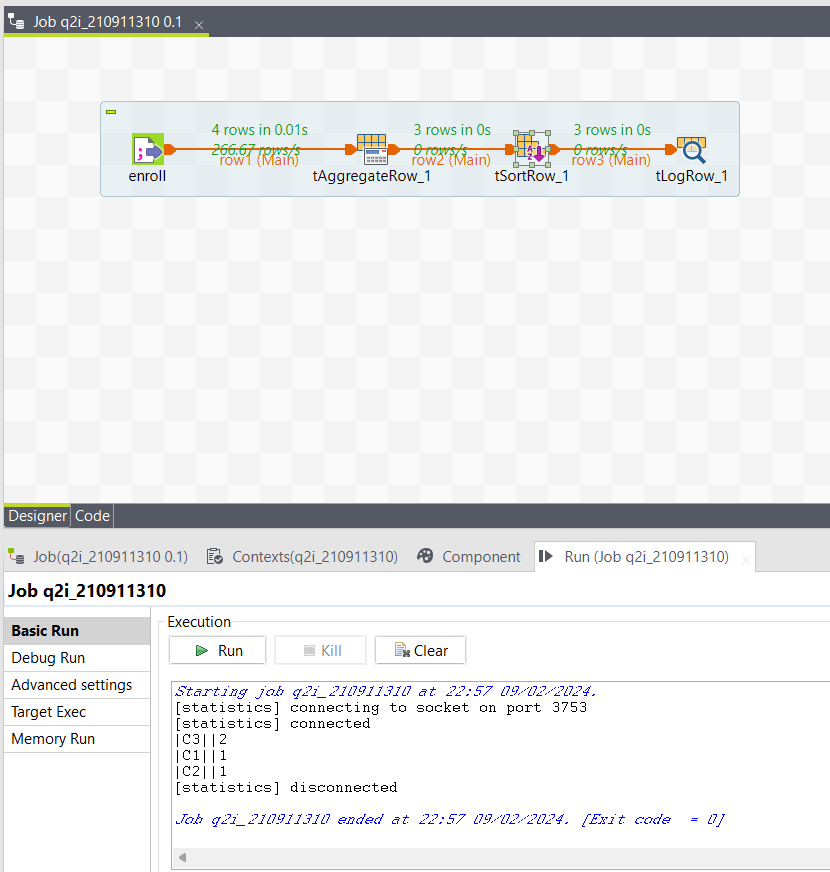 Job q2i_210911310 0.1
4 rows in 0.01s
266.67 rows/s
row1 (Main)
3 rows in 0s
0 rows/s
row2 (Main)
3 rows in 0s
0 rows/s
row3 (Main)
enroll
tAggregateRow_1
tSortRow_1
tLogRow_1
Designer Code
Job(q2i_210911310 0.1) Contexts(q2i_210911310) Component Run (Job q2i_210911310)
Job q2i_210911310
Basic Run
Debug Run
Advanced settings
Target Exec
Memory Run
Execution
Run Kill Clear
Starting job q2i_210911310 at 22:57 09/02/2024.
[statistics] connecting to socket on port 3753
[statistics] connected
|C3||2
|C1||1
|C2||1
[statistics] disconnected
Job q2i_210911310 ended at 22:57 09/02/2024. [Exit code  = 0]